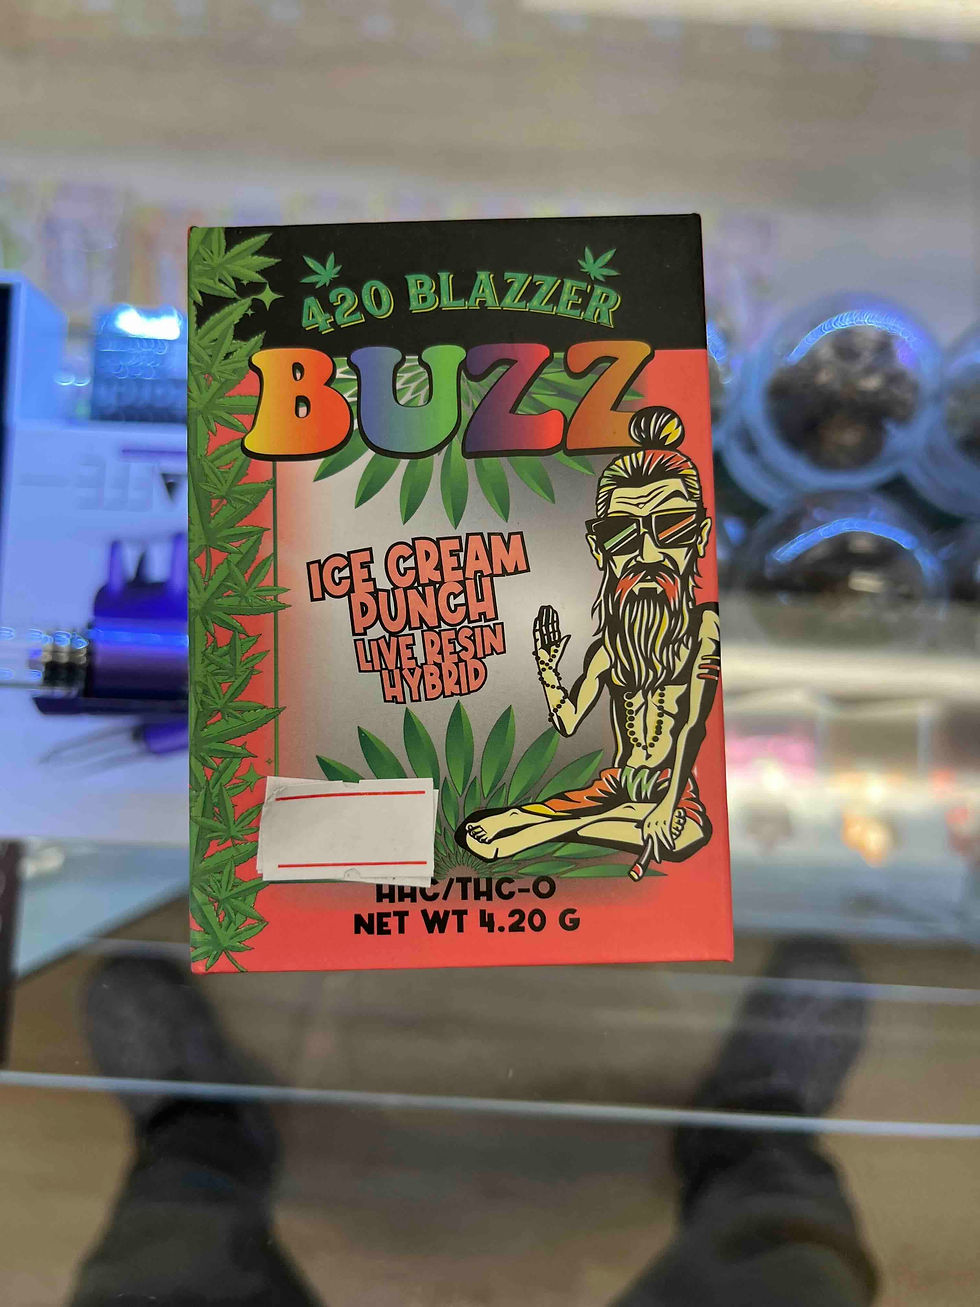 420 BLAZZER
BUZZ
ICE CREAM
PUNCH
LIVE RESIN
HYBRID
HHC/THC-O
NET WT 4.20 G